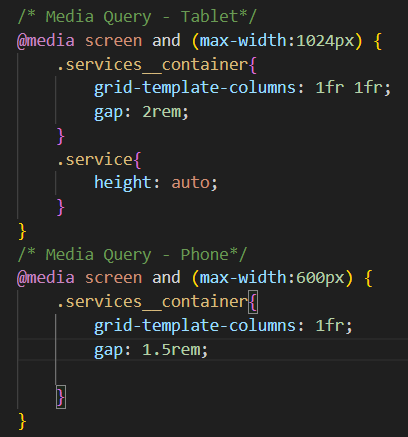 /* Media Query - Tablet*/
@media screen and (max-width:1024px) {
    .services__container{
        grid-template-columns: 1fr 1fr;
        gap: 2rem;
    }
    .service{
        height: auto;
    }
}
/* Media Query - Phone*/
@media screen and (max-width:600px) {
    .services__container{
        grid-template-columns: 1fr;
        gap: 1.5rem;
    }
}